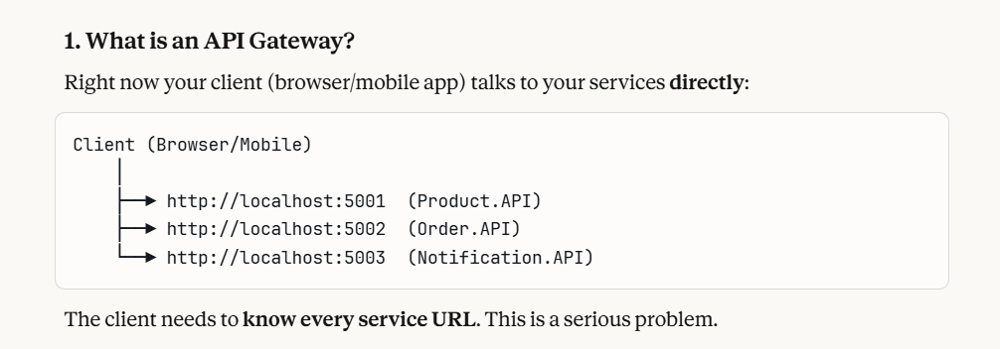 1. What is an API Gateway?
Right now your client (browser/mobile app) talks to your services directly:
Client (Browser/Mobile)
http://localhost:5001 (Product.API)
http://localhost:5002 (Order.API)
http://localhost:5003 (Notification.API)
The client needs to know every service URL. This is a serious problem.